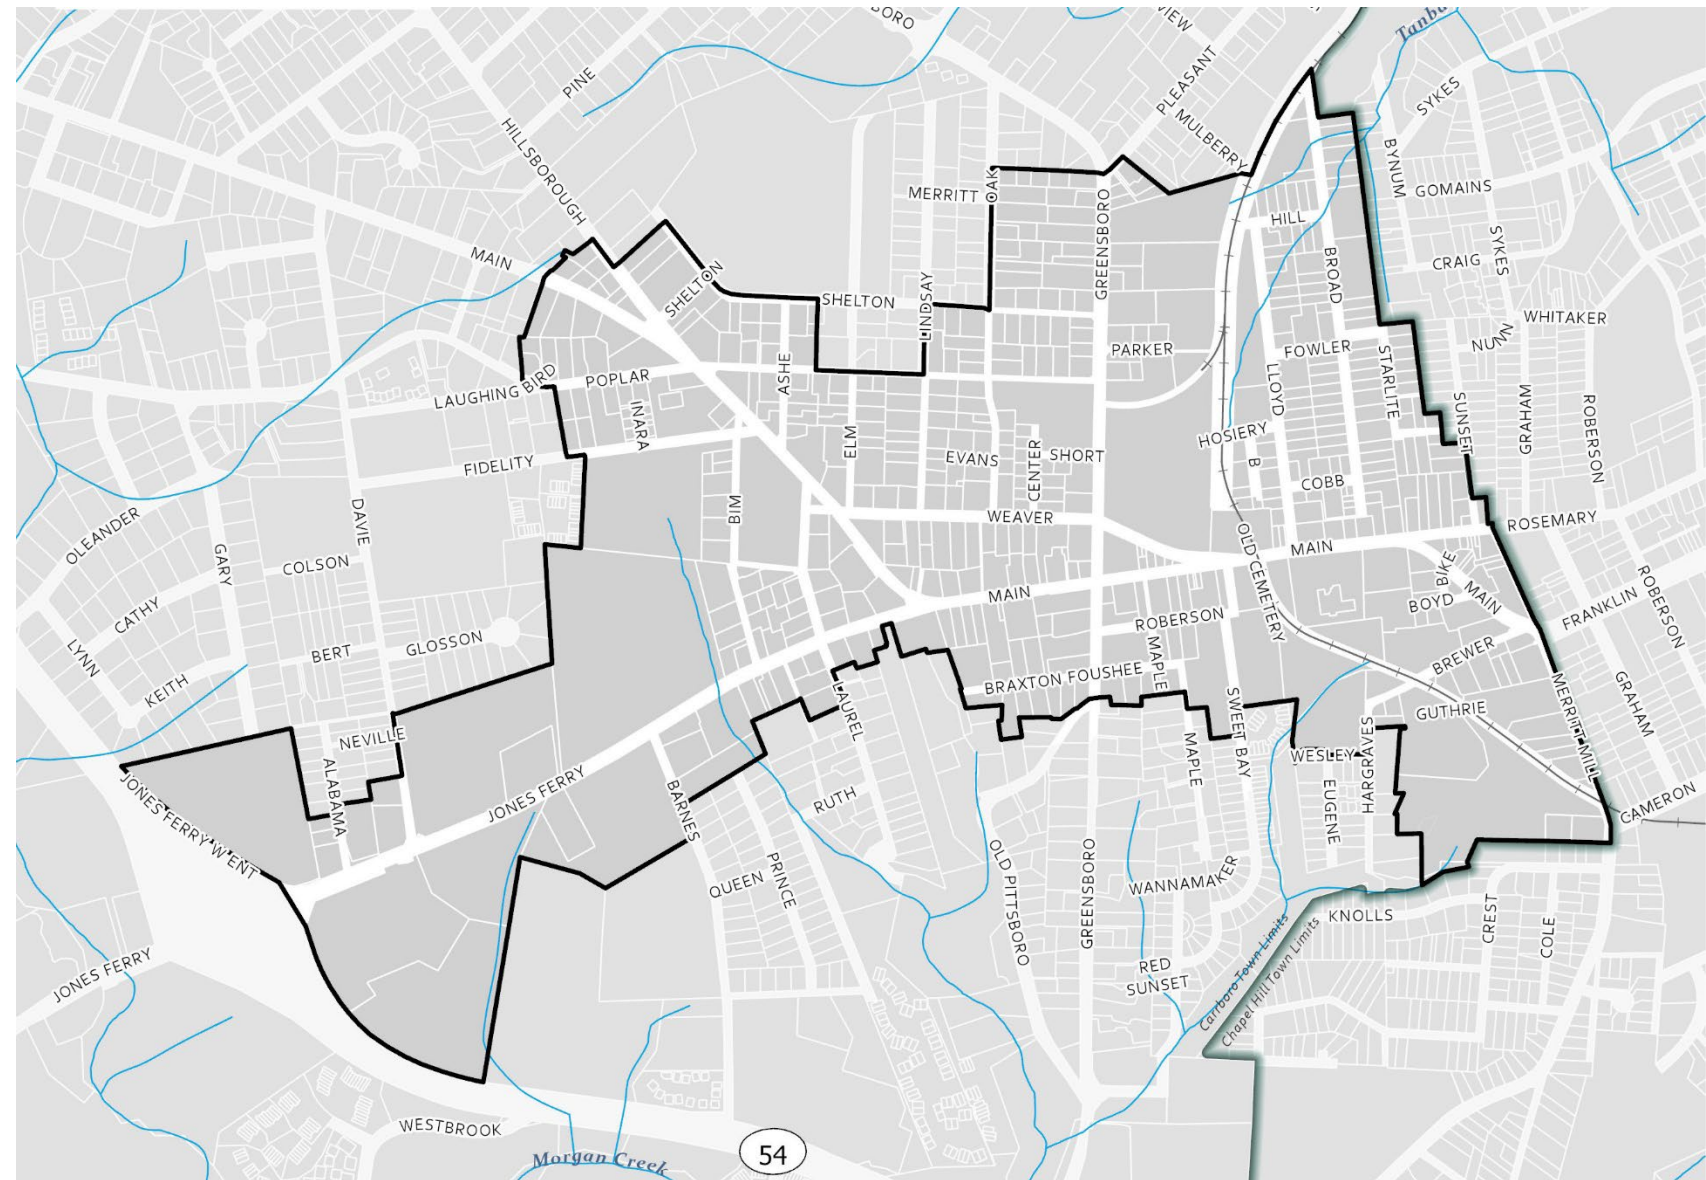 BORO
VIEW
Tanb
PINE
PLEASANT
SYKES
MULBERRY
HILLSBOROUGH
BYNUM
GOMAINS
MERRITT
OAK
GREENSBORO
HILL
SYKES
MAIN
BROAD
CRAIG
SHELTON
SHELTON
LINDSAY
WHITAKER
NUNN
PARKER
FOWLER
STARLITE
ASHE
LLOYD
POPLAR
LAUGHING BIRD
INARA
SUNSET
GRAHAM
ROBERSON
HOSIERY
ELM
EVANS
CENTER
SHORT
FIDELITY
B
COBB
BIM
WEAVER
DAVIE
OLEANDER
ROSEMARY
OLD CEMETERY
MAIN
GARY
COLSON
BIKE
MAIN
MAIN
BOYD
ROBERSON
CATHY
FRANKLIN
ROBERSON
MAPLE
LYNN
BERT
GLOSSON
BREWER
KEITH
BRAXTON FOUSHEE
LAUREL
SWEET BAY
GUTHRIE
MERRITT MILL
GRAHAM
NEVILLE
MAPLE
WESLEY
HARGRAVES
ALABAMA
JONES FERRY
BARNES
RUTH
EUGENE
CAMERON
JONES FERRY W ENT
QUEEN
PRINCE
OLD PITTSBORO
GREENSBORO
WANNAMAKER
KNOLLS
CREST
COLE
Carrboro Town Limits
Chapel Hill Town Limits
JONES FERRY
RED
SUNSET
WESTBROOK
54
Morgan Creek